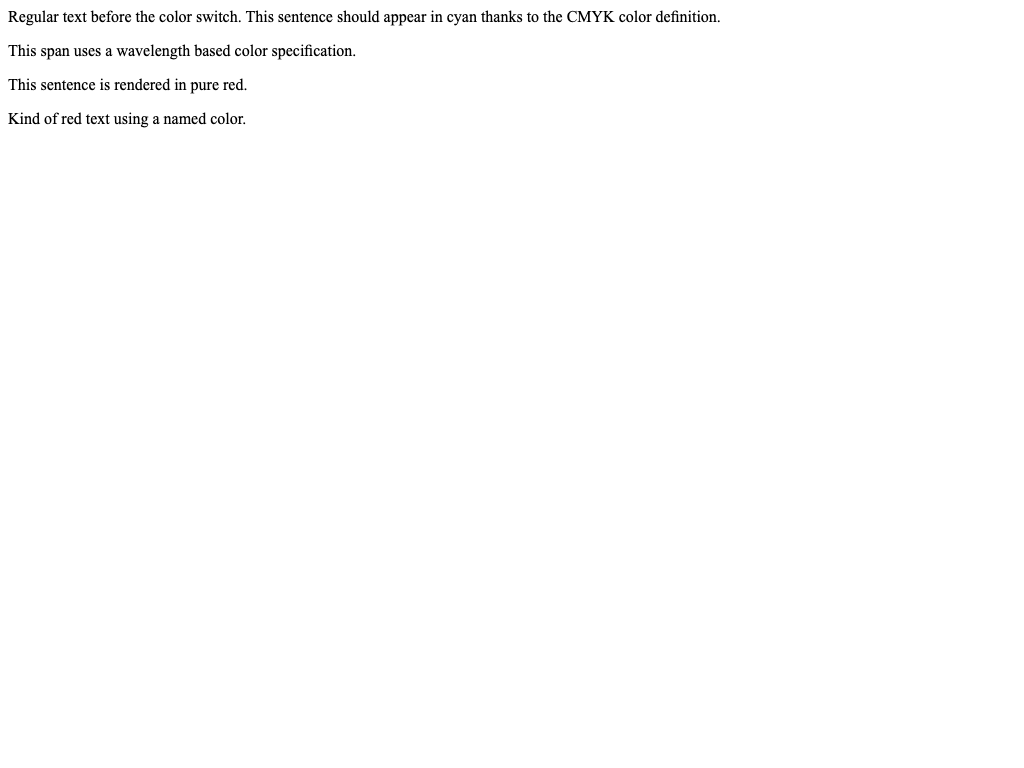 Regular text before the color switch. This sentence should appear in cyan thanks to the CMYK color definition.
This span uses a wavelength based color specification.
This sentence is rendered in pure red.
Kind of red text using a named color.